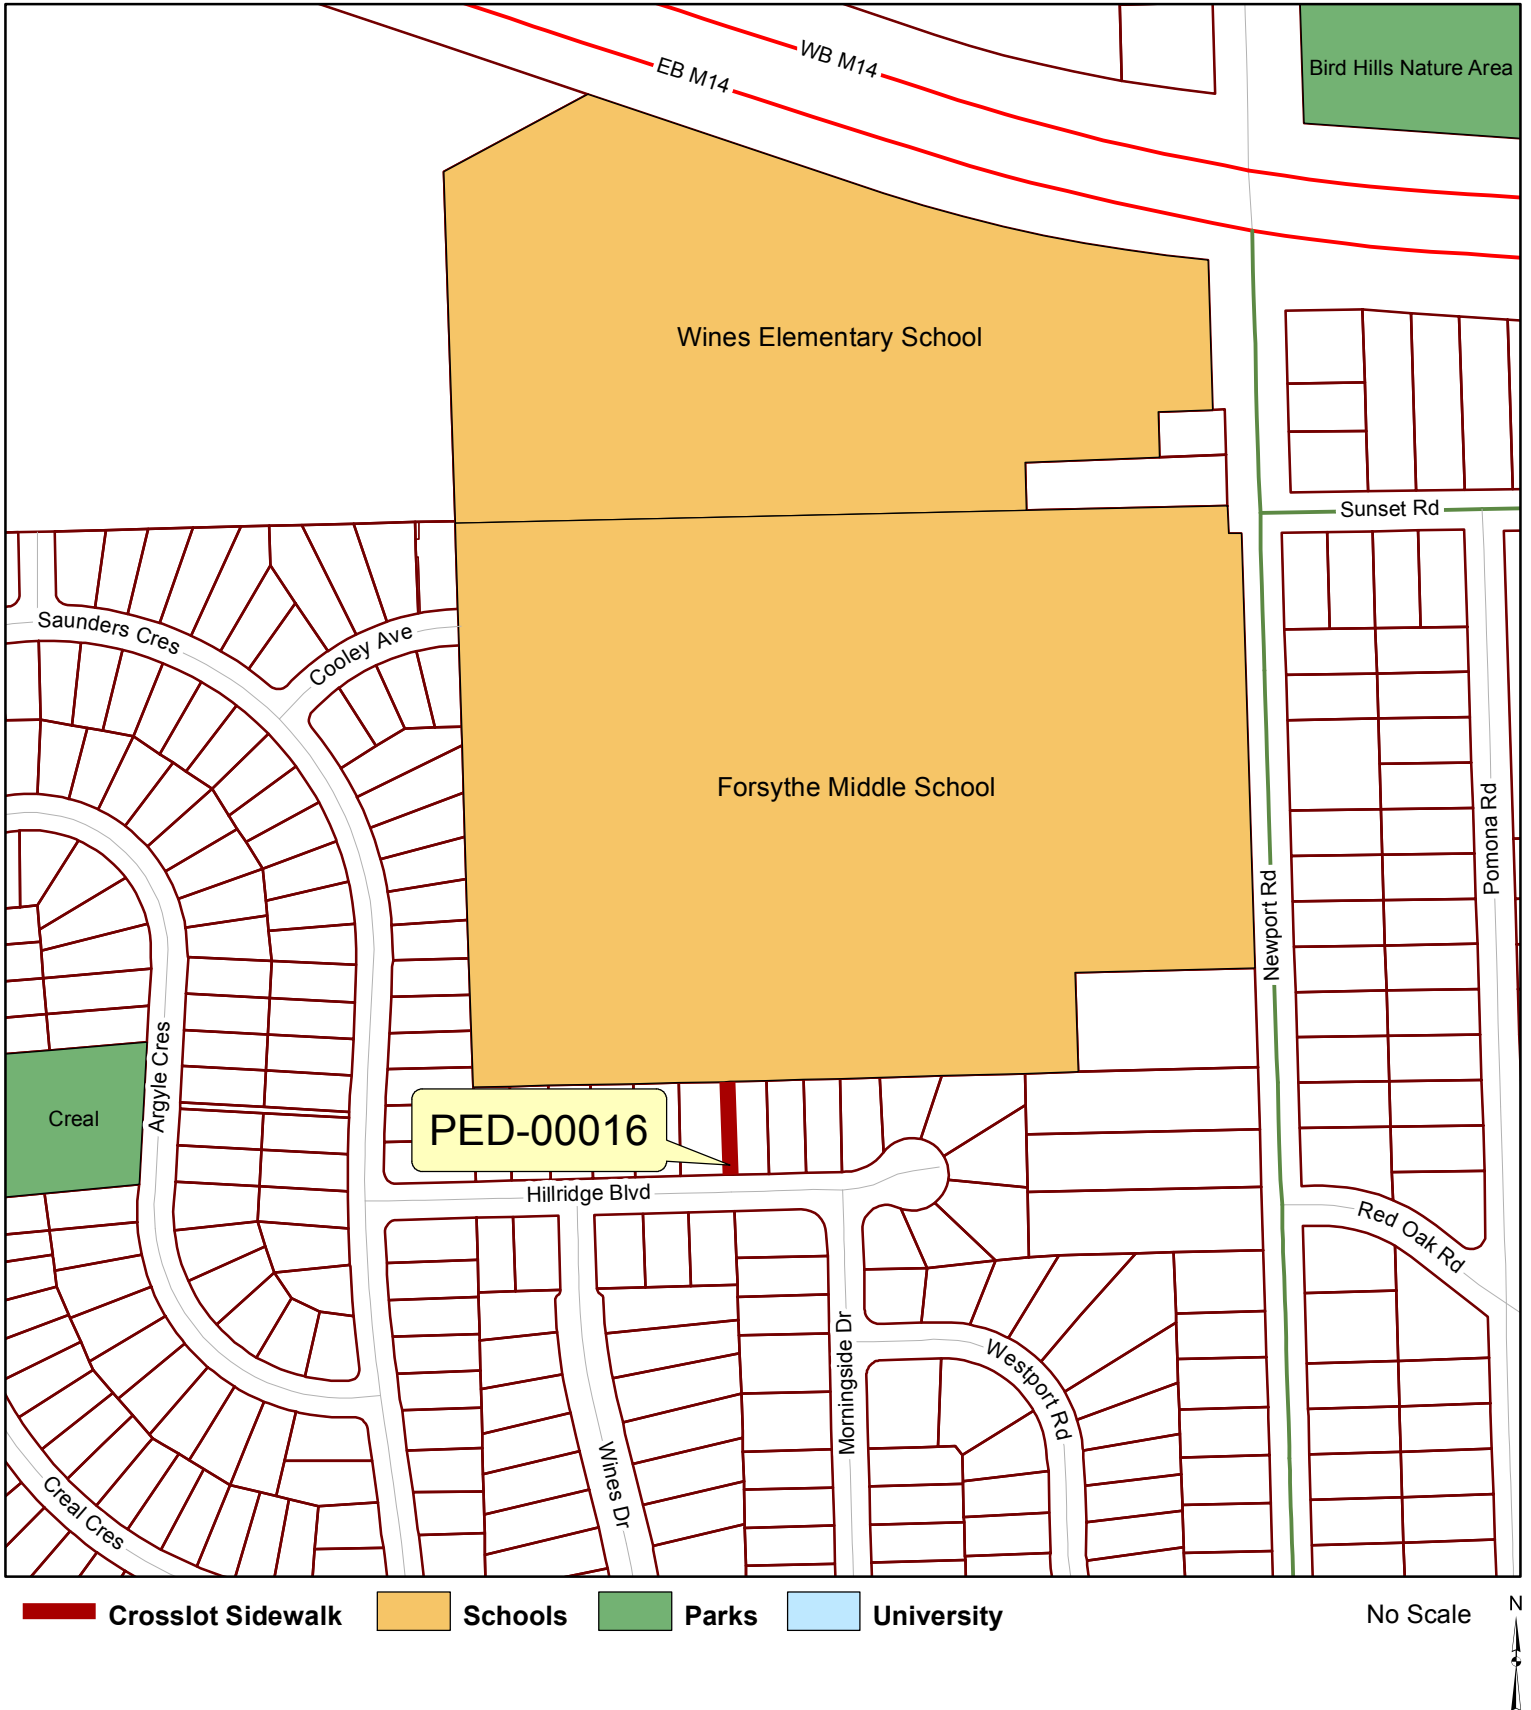 WB M14
EB M14
Bird Hills Nature Area
Wines Elementary School
Sunset Rd
Saunders Cres
Cooley Ave
Forsythe Middle School
Pomona Rd
Newport Rd
Argyle Cres
Creal
PED-00016
Hillridge Blvd
Red Oak Rd
Morningside Dr
Westport Rd
Wines Dr
Creal Cres
Crosslot Sidewalk
Schools
Parks
University
No Scale
N